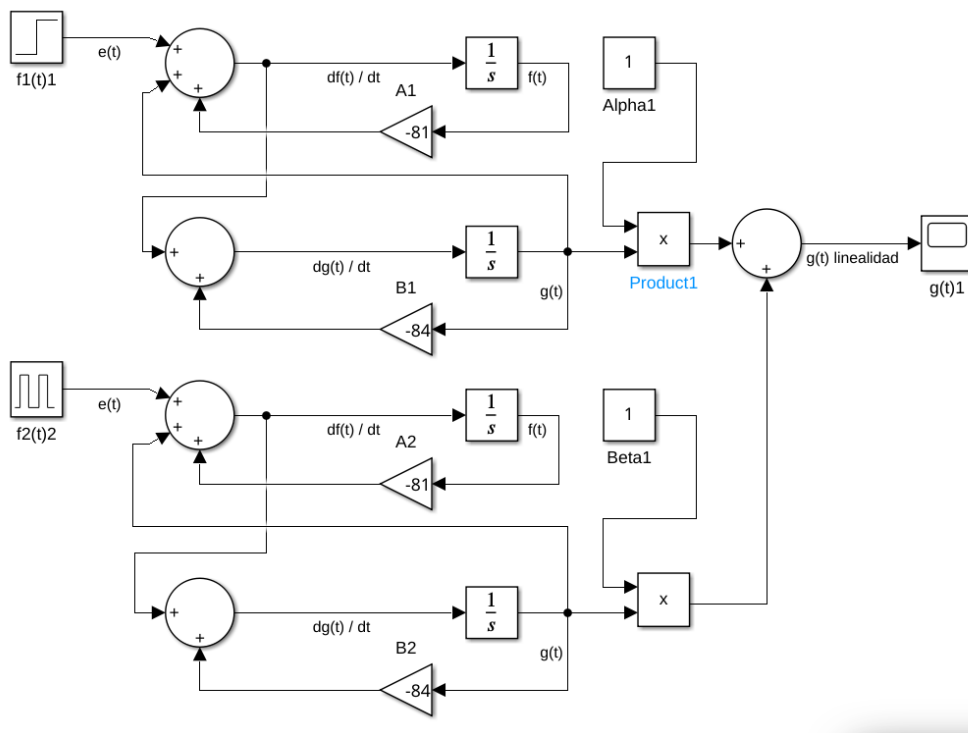 e(t)
f1(t)1
+
+
+
df(t) / dt
1
s
f(t)
A1
-81
1
Alpha1
+
+
dg(t) / dt
1
s
g(t)
B1
-84
x
Product1
+
+
g(t) linealidad
g(t)1
e(t)
f2(t)2
+
+
+
df(t) / dt
1
s
f(t)
A2
-81
1
Beta1
+
+
dg(t) / dt
1
s
g(t)
B2
-84
x